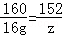 160/16g = 152/z